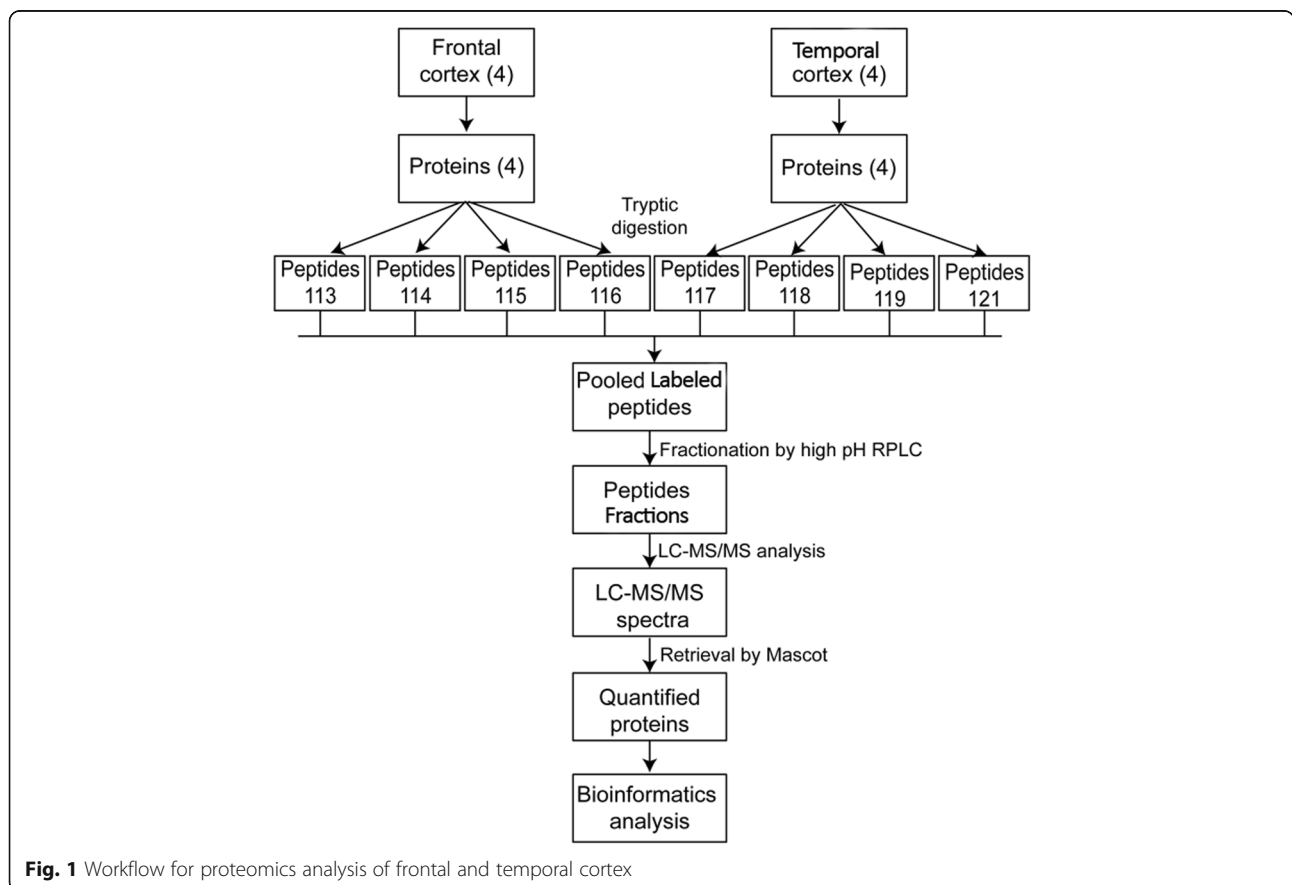 Frontal
cortex (4)
Temporal
cortex (4)
Proteins (4)
Proteins (4)
Tryptic
digestion
Peptides
113
Peptides
114
Peptides
115
Peptides
116
Peptides
117
Peptides
118
Peptides
119
Peptides
121
Pooled Labeled
peptides
Fractionation by high pH RPLC
Peptides
Fractions
LC-MS/MS analysis
LC-MS/MS
spectra
Retrieval by Mascot
Quantified
proteins
Bioinformatics
analysis
Fig. 1 Workflow for proteomics analysis of frontal and temporal cortex